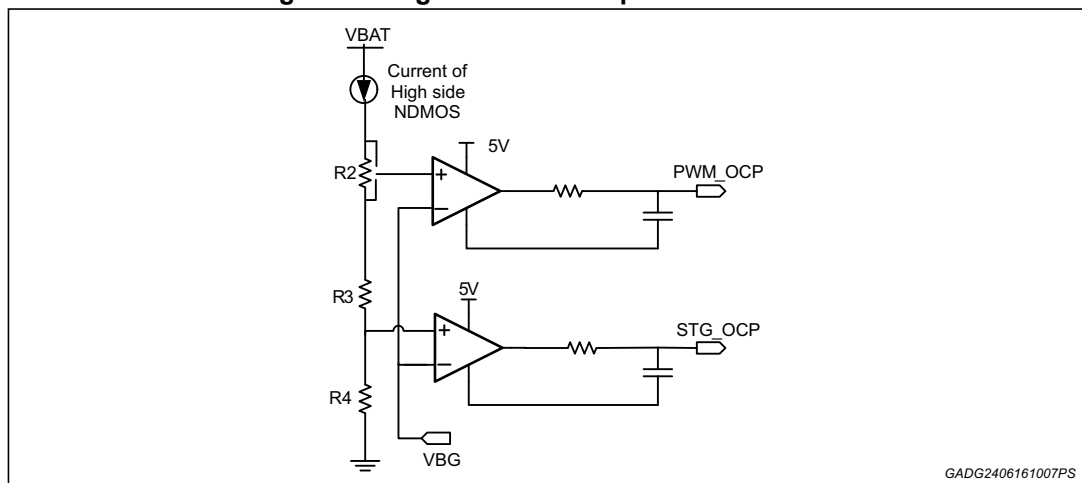 VBAT
Current of
High side
NDMOS
5V
R2
+
−
PWM_OCP
R3
5V
+
−
STG_OCP
R4
VBG
GADG2406161007PS